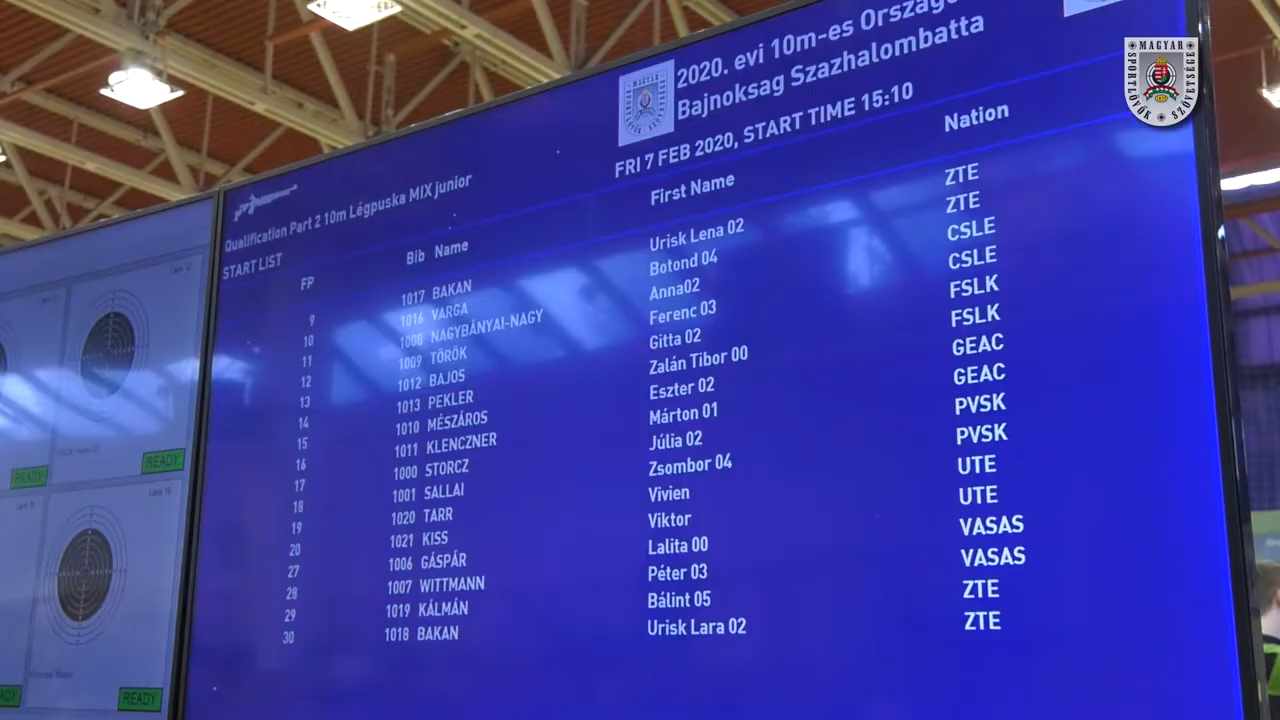 2020. evi 10m-esOrszág
Bajnoksag Szazhalombatta
FRI 7 FEB 2020, START TIME 15:10
Qualification Part 2 10m Légpuska MIX junior
START LIST
FP Bib Name First Name Nation
9 1017 BAKAN Urisk Lena 02 ZTE
10 1016 VARGA Botond 04 ZTE
11 1008 NAGYBÁNYAI-NAGY Anna02 CSLE
12 1009 TÖRÖK Ferenc 03 CSLE
13 1012 BAJOS Gitta 02 FSLK
14 1013 PEKLER Zalán Tibor 00 FSLK
15 1010 MÉSZÁROS Eszter 02 GEAC
16 1011 KLENCZNER Márton 01 GEAC
17 1000 STORCZ Júlia 02 PVSK
18 1001 SALLAI Zsombor 04 PVSK
19 1020 TARR Vivien UTE
20 1021 KISS Viktor UTE
27 1006 GÁSPÁR Lalita 00 VASAS
28 1007 WITTMANN Péter 03 VASAS
29 1019 KÁLMÁN Bálint 05 ZTE
30 1018 BAKAN Urisk Lara 02 ZTE
READY
READY
READY
MAGYAR
SPORTLÖVŐK
SZÖVETSÉGE